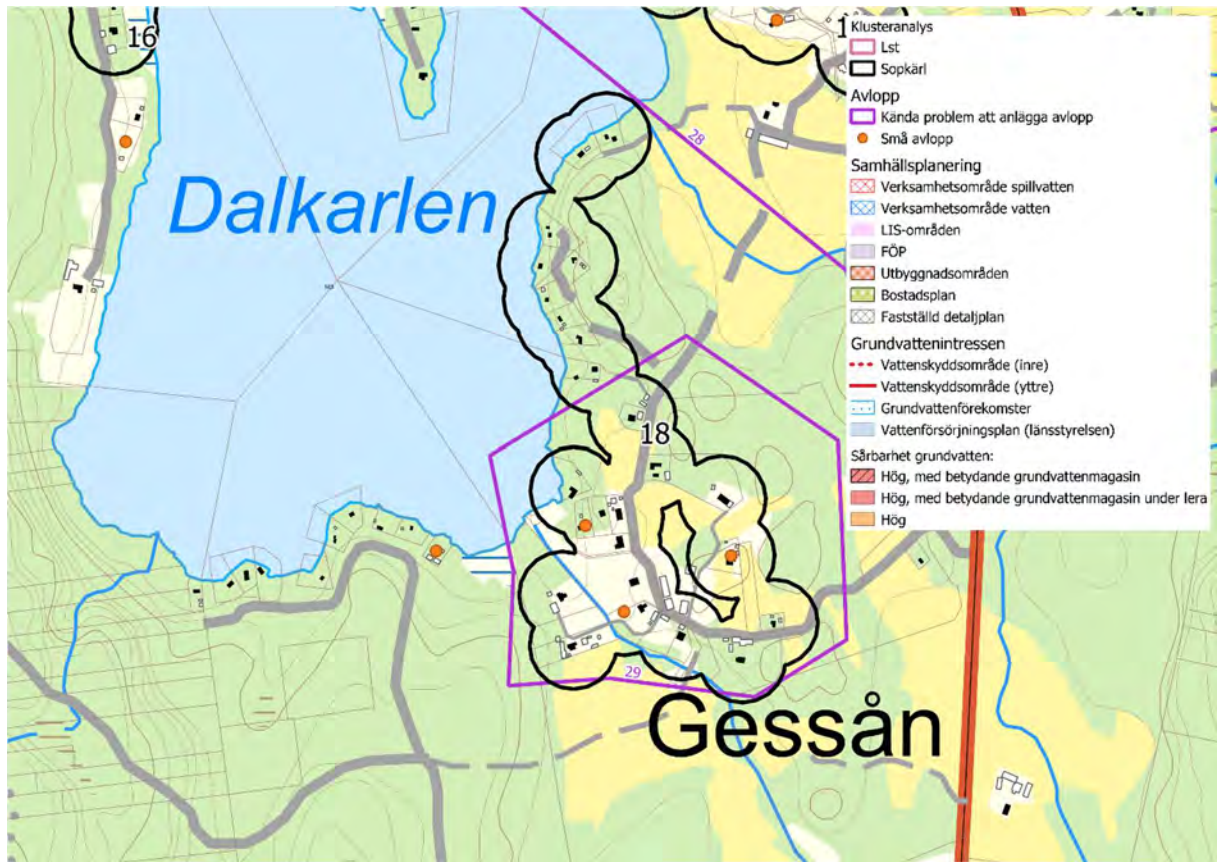 16
Dalkarlen
28
18
29
Gessån
Klusteranalys
Lst
Sopkärl
Avlopp
Kända problem att anlägga avlopp
Små avlopp
Samhällsplanering
Verksamhetsområde spillvatten
Verksamhetsområde vatten
LIS-områden
FÖP
Utbyggnadsområden
Bostadsplan
Fastställd detaljplan
Grundvattenintressen
Vattenskyddsområde (inre)
Vattenskyddsområde (yttre)
Grundvattenförekomster
Vattenförsörjningsplan (länsstyrelsen)
Sårbarhet grundvatten:
Hög, med betydande grundvattenmagasin
Hög, med betydande grundvattenmagasin under lera
Hög